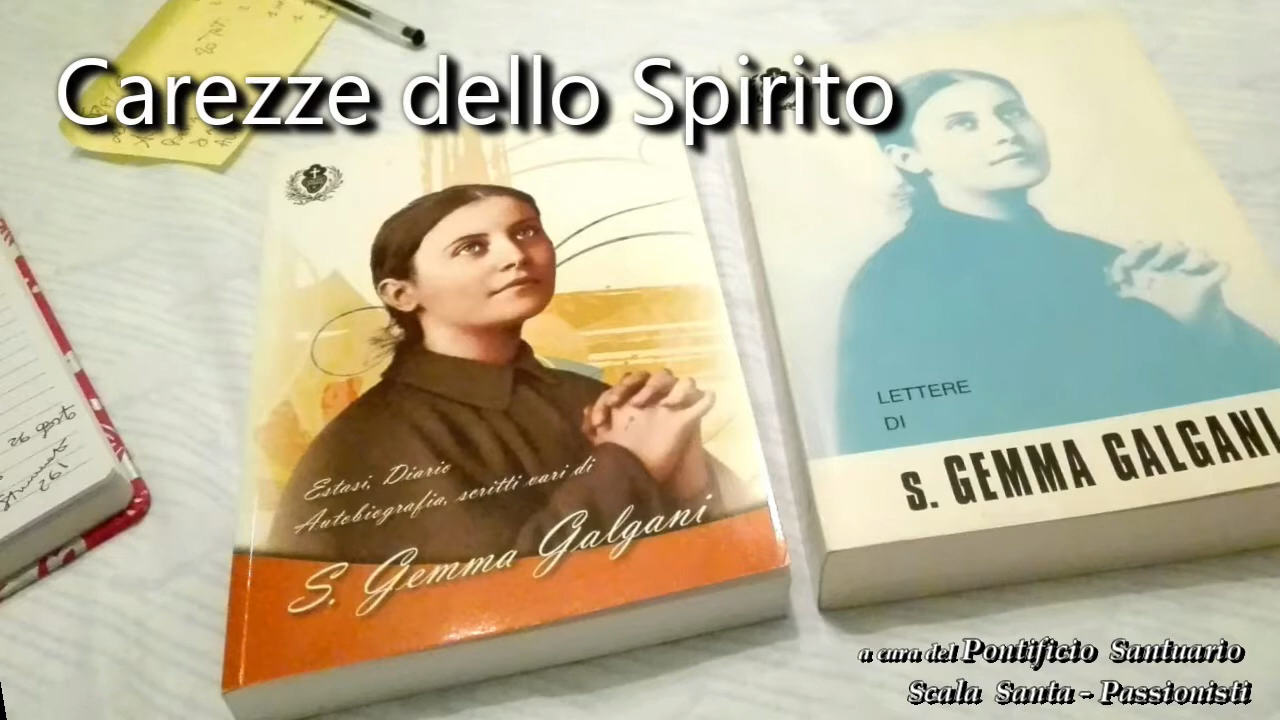 Carezze dello Spirito
Estasi, Diario
Autobiografia, scritti vari di
S. Gemma Galgani
LETTERE
DI
S. GEMMA GALGANI
a cura del Pontificio Santuario
Scala Santa - Passionisti